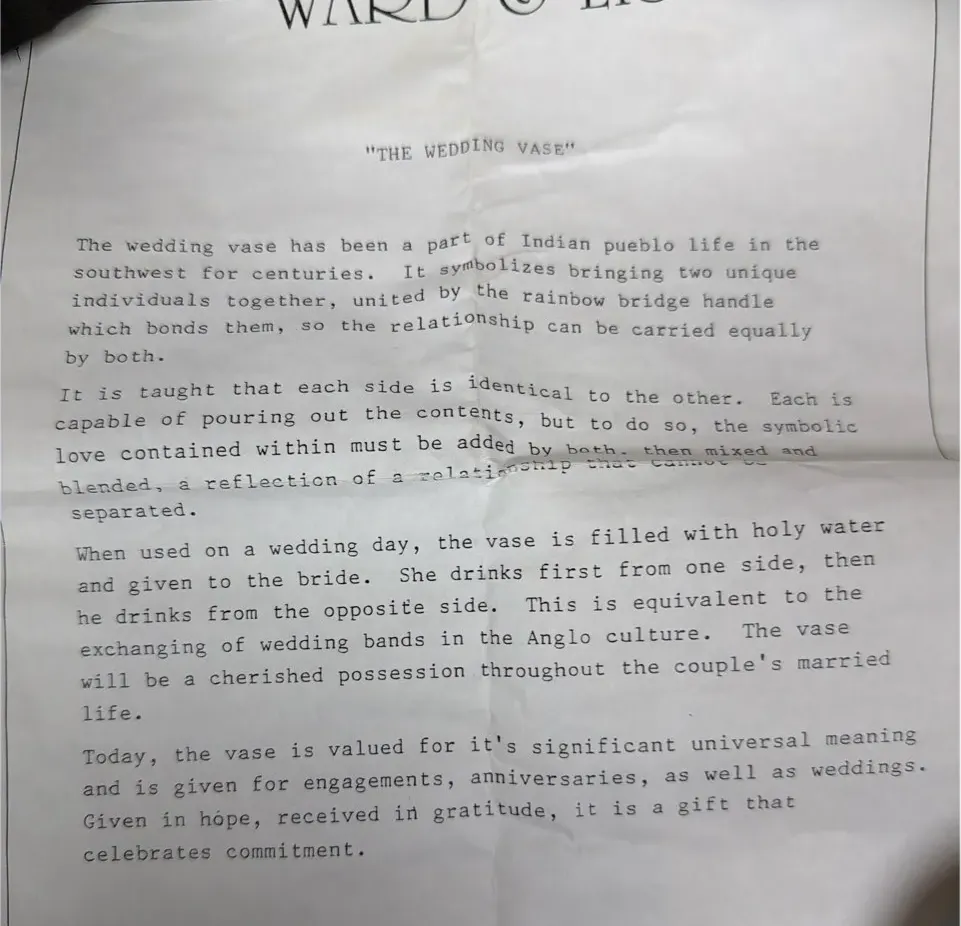 WARD &
"THE WEDDING VASE"
The wedding vase has been a part of Indian pueblo life in the
southwest for centuries. It symbolizes bringing two unique
individuals together, united by the rainbow bridge handle
which bonds them, so the relationship can be carried equally
by both.
It is taught that each side is identical to the other. Each is
capable of pouring out the contents, but to do so, the symbolic
love contained within must be added by both, then mixed and
blended, a reflection of a relationship that cannot be
separated.
When used on a wedding day, the vase is filled with holy water
and given to the bride. She drinks first from one side, then
he drinks from the opposite side. This is equivalent to the
exchanging of wedding bands in the Anglo culture. The vase
will be a cherished possession throughout the couple's married
life.
Today, the vase is valued for it's significant universal meaning
and is given for engagements, anniversaries, as well as weddings.
Given in hope, received in gratitude, it is a gift that
celebrates commitment.